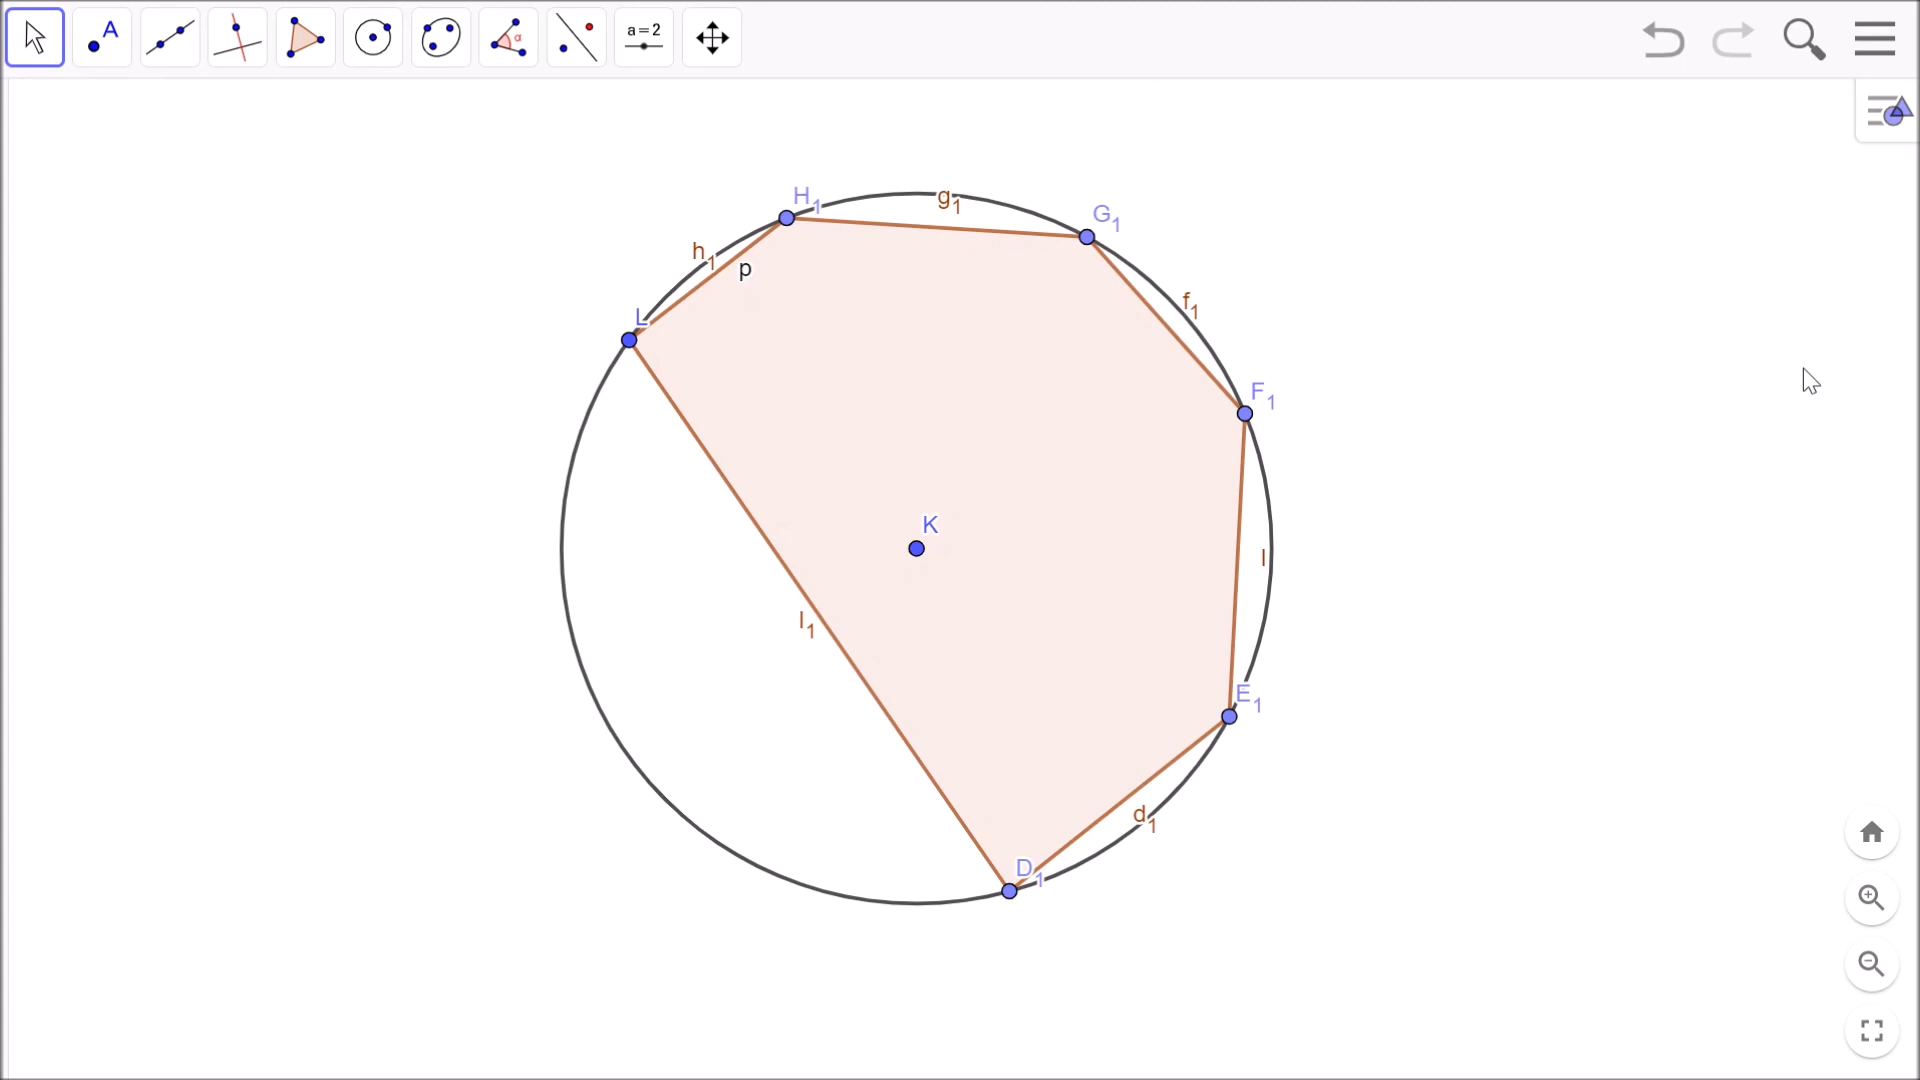 A
α
a=2
H₁
g₁
G₁
h₁
p
f₁
L
F₁
K
l
l₁
E₁
d₁
D₁